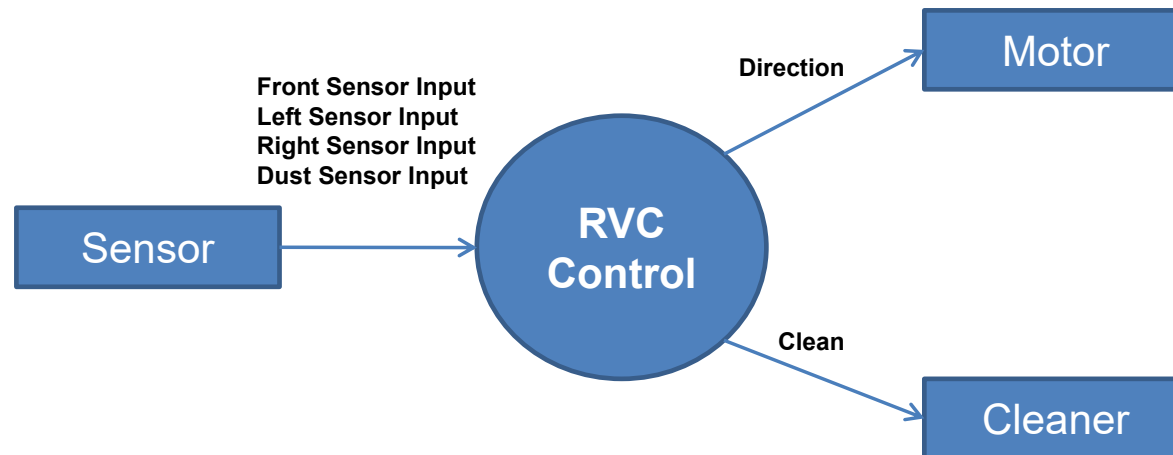 Front Sensor Input
Left Sensor Input
Right Sensor Input
Dust Sensor Input
Sensor
RVC
Control
Direction
Motor
Clean
Cleaner